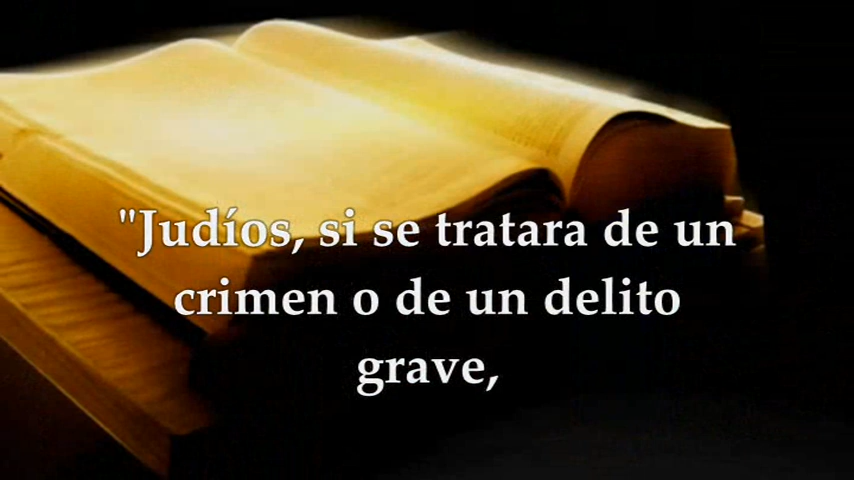 "Judíos, si se tratara de un
crimen o de un delito
grave,